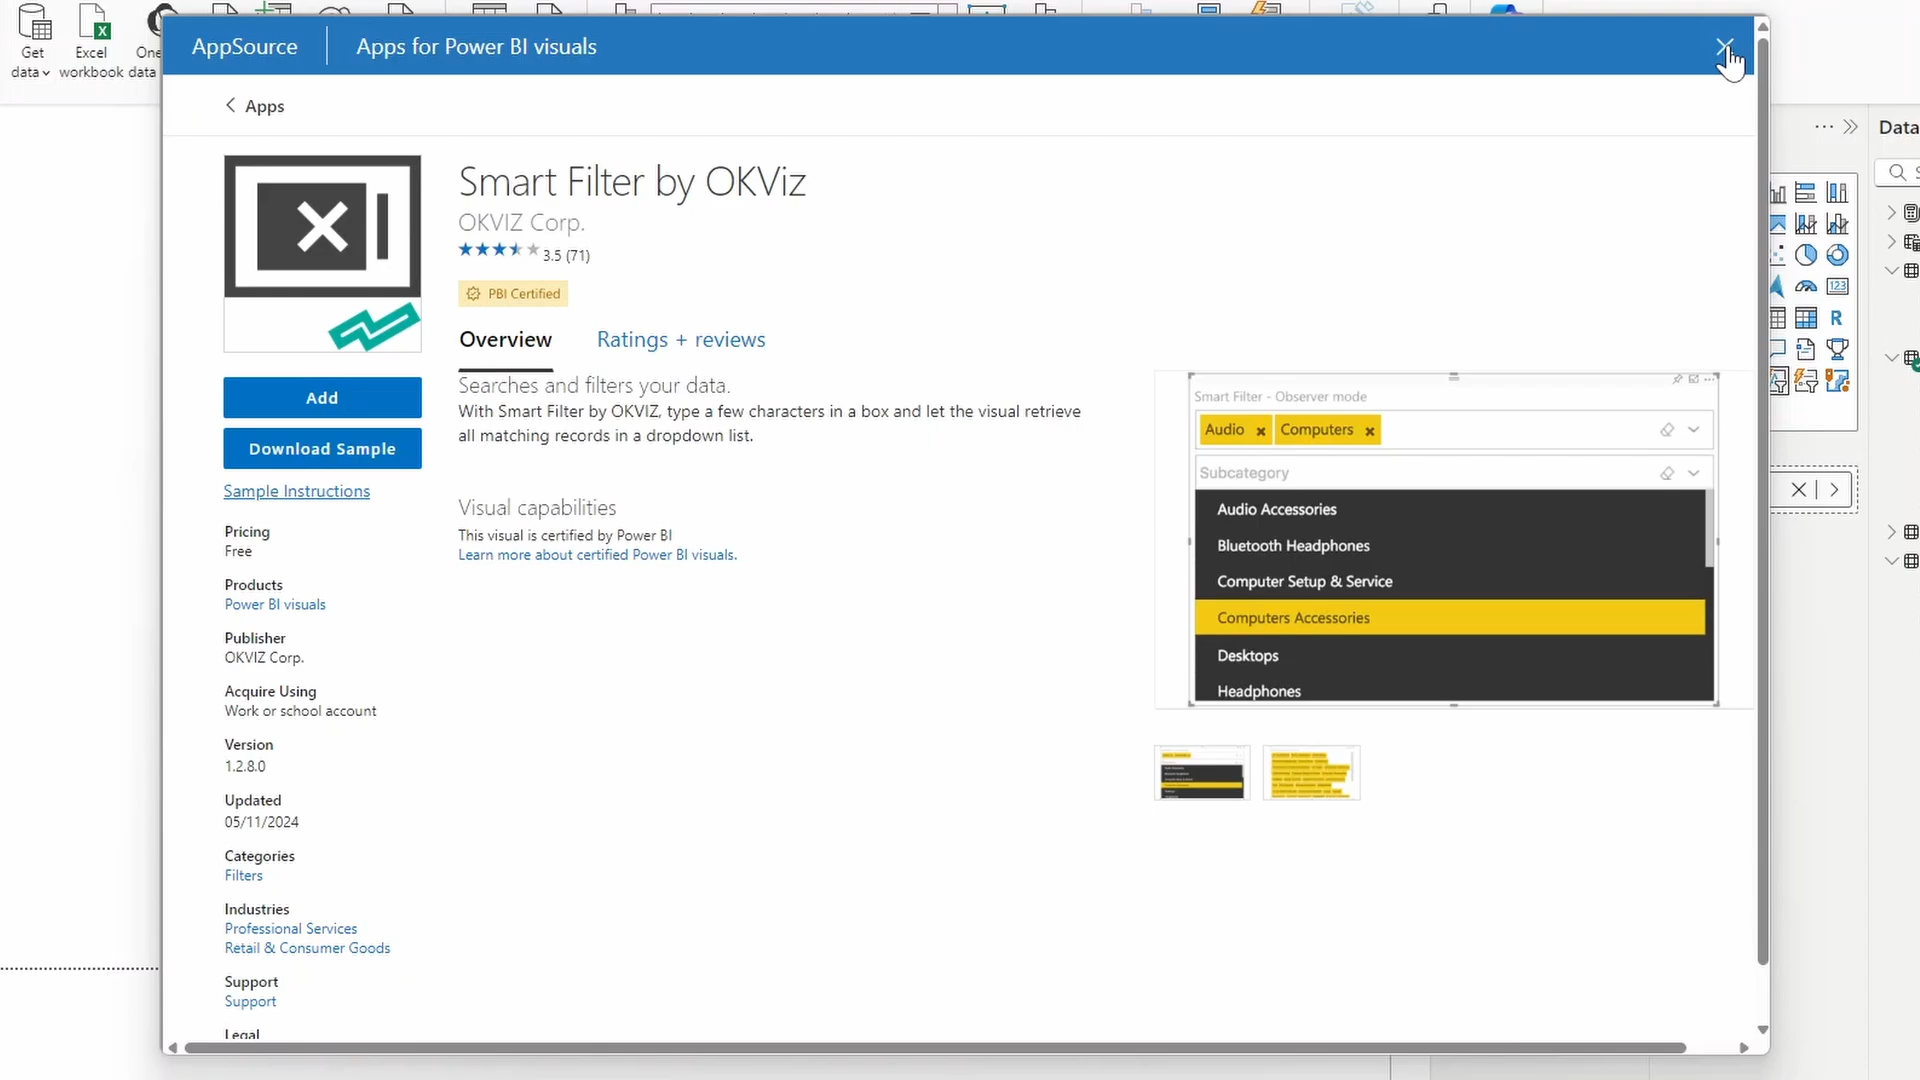 Get
data
Excel
workbook
One
data
AppSource
Apps for Power BI visuals
Apps
Data
Smart Filter by OKViz
OKVIZ Corp.
3.5 (71)
PBI Certified
Overview
Ratings + reviews
Add
Download Sample
Sample Instructions
Searches and filters your data.
With Smart Filter by OKVIZ, type a few characters in a box and let the visual retrieve
all matching records in a dropdown list.
Visual capabilities
This visual is certified by Power BI
Learn more about certified Power BI visuals.
Pricing
Free
Products
Power BI visuals
Publisher
OKVIZ Corp.
Acquire Using
Work or school account
Version
1.2.8.0
Updated
05/11/2024
Categories
Filters
Industries
Professional Services
Retail & Consumer Goods
Support
Support
Legal
Smart Filter - Observer mode
Audio
Computers
Subcategory
Audio Accessories
Bluetooth Headphones
Computer Setup & Service
Computers Accessories
Desktops
Headphones
123
R